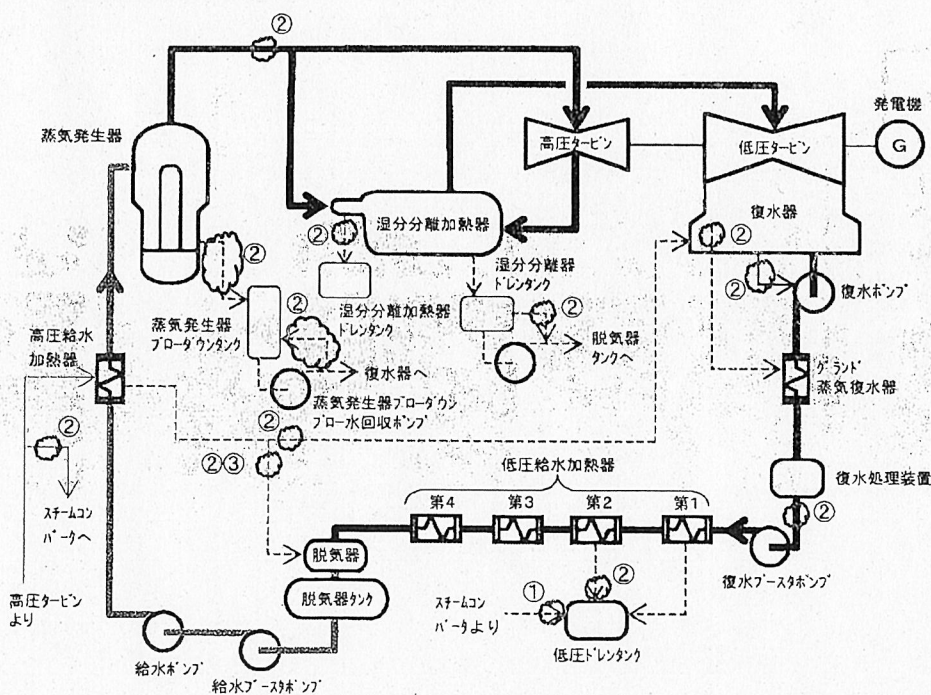 ②
発電機
蒸気発生器
高圧タービン
低圧タービン
G
湿分分離加熱器
復水器
②
②
②
湿分分離器
ドレンタンク
②
復水ポンプ
②
②
蒸気発生器
ブローダウンタンク
湿分分離加熱器
ドレンタンク
脱気器
タンクへ
高圧給水
加熱器
復水器へ
グランド
蒸気復水器
蒸気発生器ブローダウン
ブロー水回収ポンプ
②
②
②③
低圧給水加熱器
復水処理装置
第4
第3
第2
第1
②
スチームコン
バータへ
脱気器
復水ブースタポンプ
②
高圧タービン
より
脱気器タンク
スチームコン
バータより
①
低圧ドレンタンク
給水ポンプ
給水ブースタポンプ